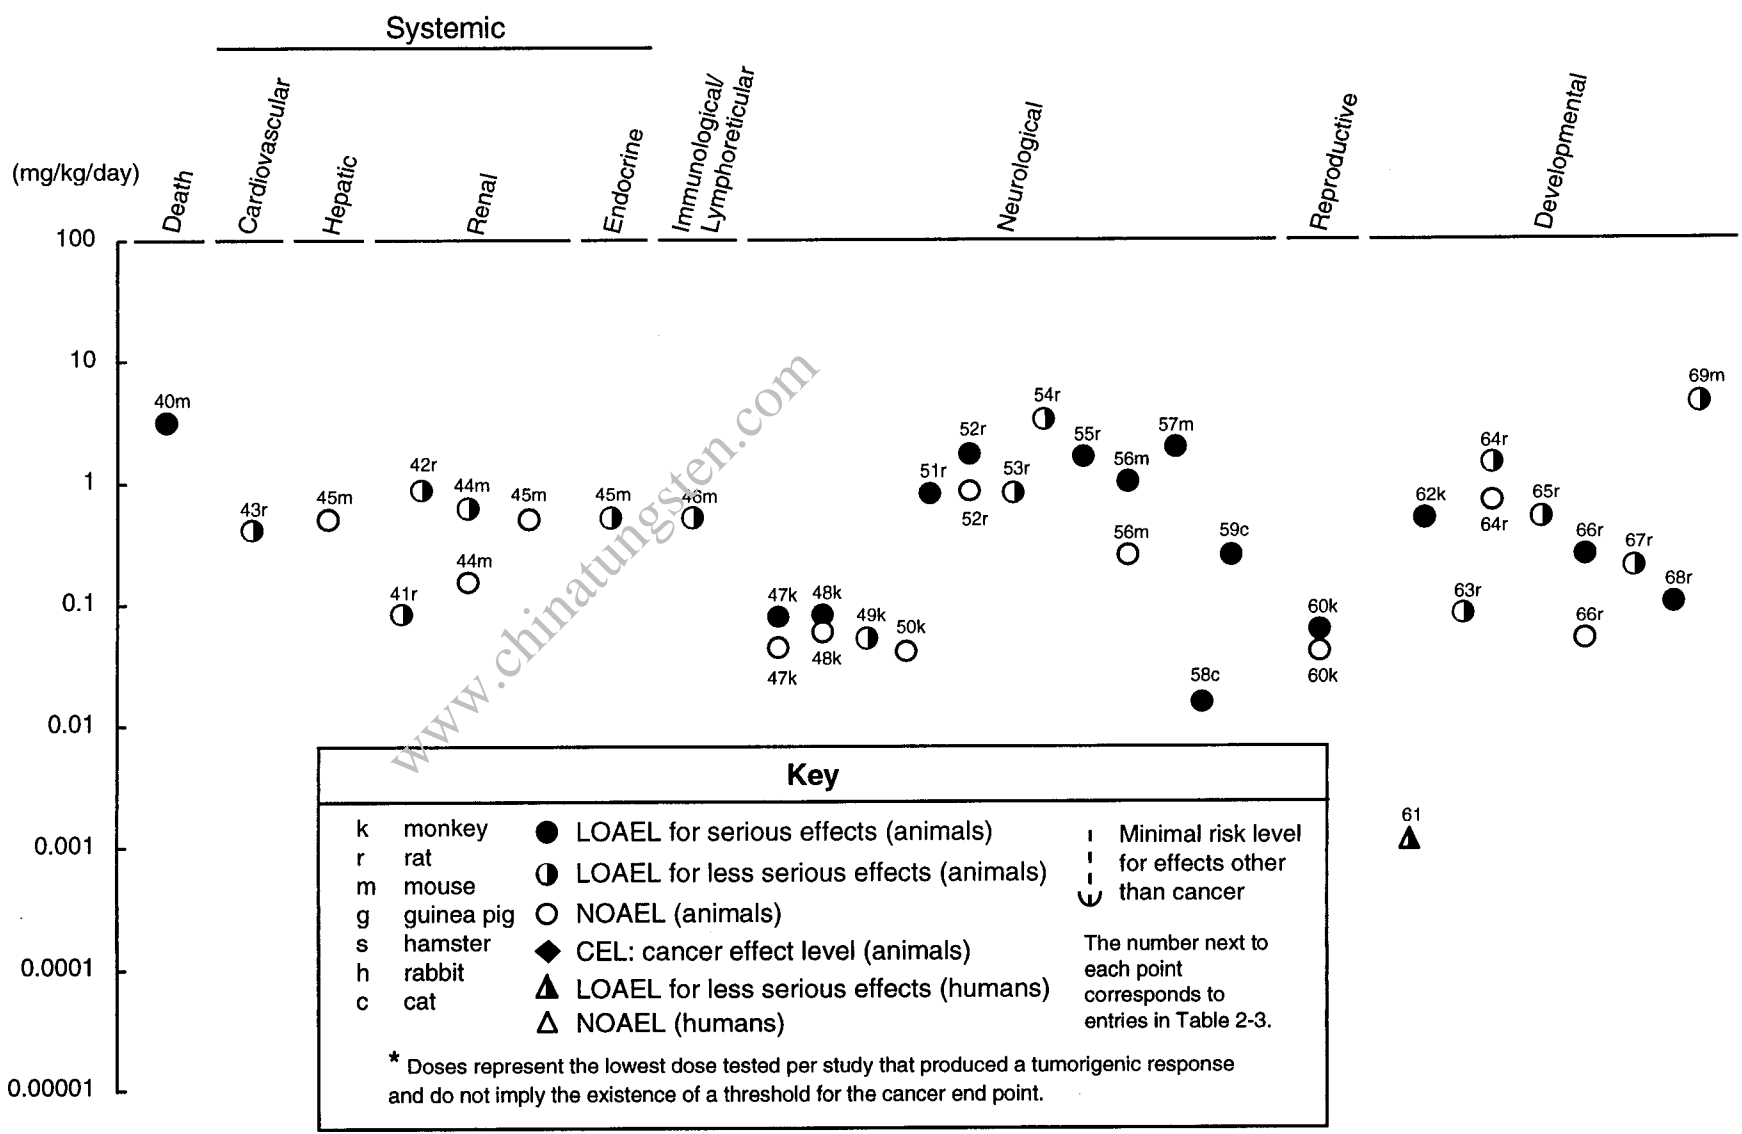 Systemic
(mg/kg/day)
Death
Cardiovascular
Hepatic
Renal
Endocrine
Immunological/
Lymphoreticular
Neurological
Reproductive
Developmental
100
10
1
0.1
0.01
0.001
0.0001
0.00001
40m
43r
45m
42r
41r
44m
44m
45m
45m
46m
47k
47k
48k
48k
49k
50k
51r
52r
52r
53r
54r
55r
56m
56m
57m
58c
59c
60k
60k
61
62k
63r
64r
64r
65r
66r
66r
67r
68r
69m
www.chinatungsten.com
Key
k monkey
r rat
m mouse
g guinea pig
s hamster
h rabbit
c cat
LOAEL for serious effects (animals)
LOAEL for less serious effects (animals)
NOAEL (animals)
CEL: cancer effect level (animals)
LOAEL for less serious effects (humans)
NOAEL (humans)
Minimal risk level
for effects other
than cancer
The number next to
each point
corresponds to
entries in Table 2-3.
* Doses represent the lowest dose tested per study that produced a tumorigenic response
and do not imply the existence of a threshold for the cancer end point.